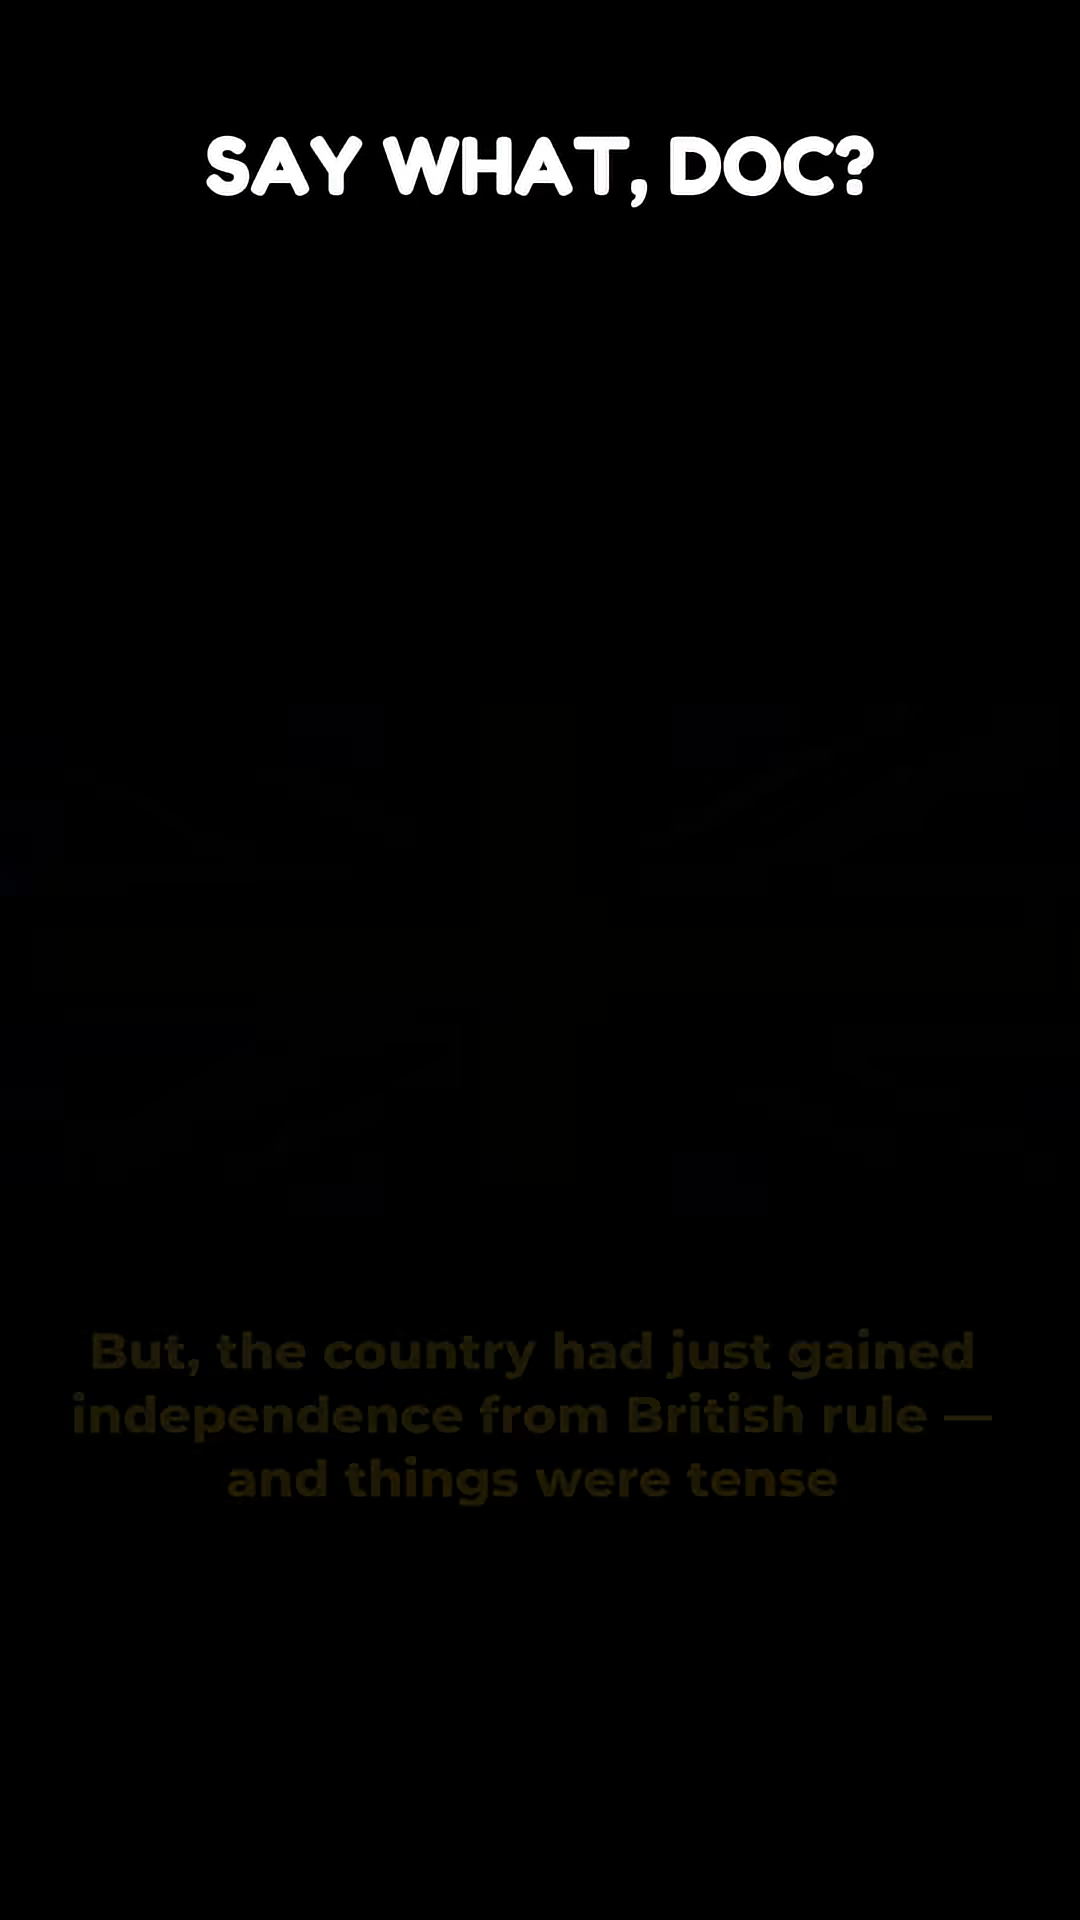 SAY WHAT, DOC?
But, the country had just gained
independence from British rule —
and things were tense